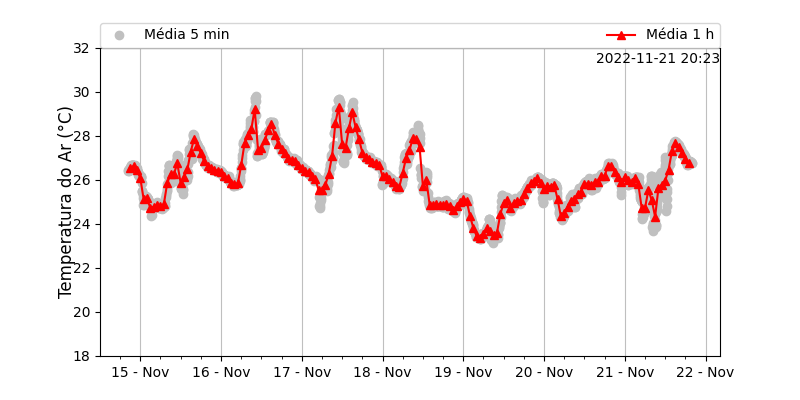 Média 5 min
Média 1 h
2022-11-21 20:23
Temperatura do Ar (°C)
32
30
28
26
24
22
20
18
15 - Nov
16 - Nov
17 - Nov
18 - Nov
19 - Nov
20 - Nov
21 - Nov
22 - Nov